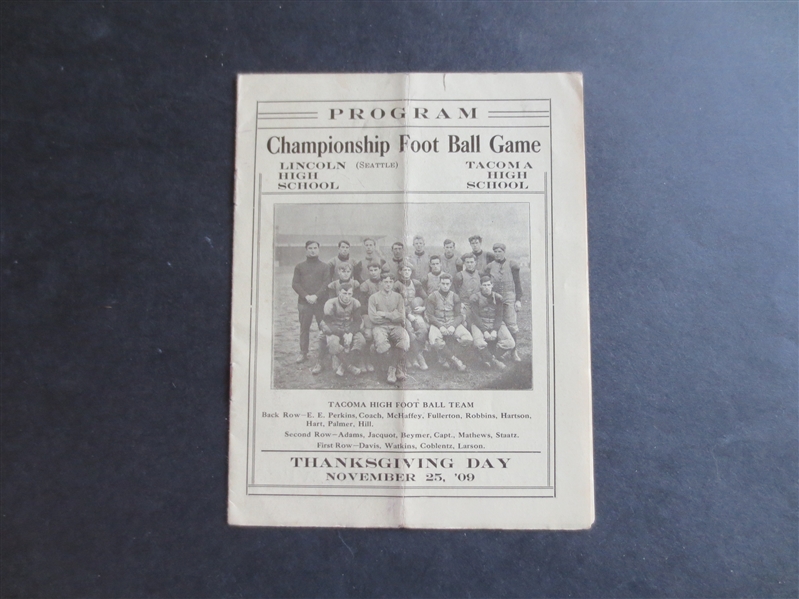 PROGRAM
Championship Foot Ball Game
LINCOLN (SEATTLE)
HIGH
SCHOOL
TACOMA
HIGH
SCHOOL
TACOMA HIGH FOOT BALL TEAM
Back Row—E. E. Perkins, Coach, McHaffey, Fullerton, Robbins, Hartson,
Hart, Palmer, Hill.
Second Row—Adams, Jacquot, Beymer, Capt., Mathews, Staatz.
First Row—Davis, Watkins, Coblentz, Larson.
THANKSGIVING DAY
NOVEMBER 25, '09